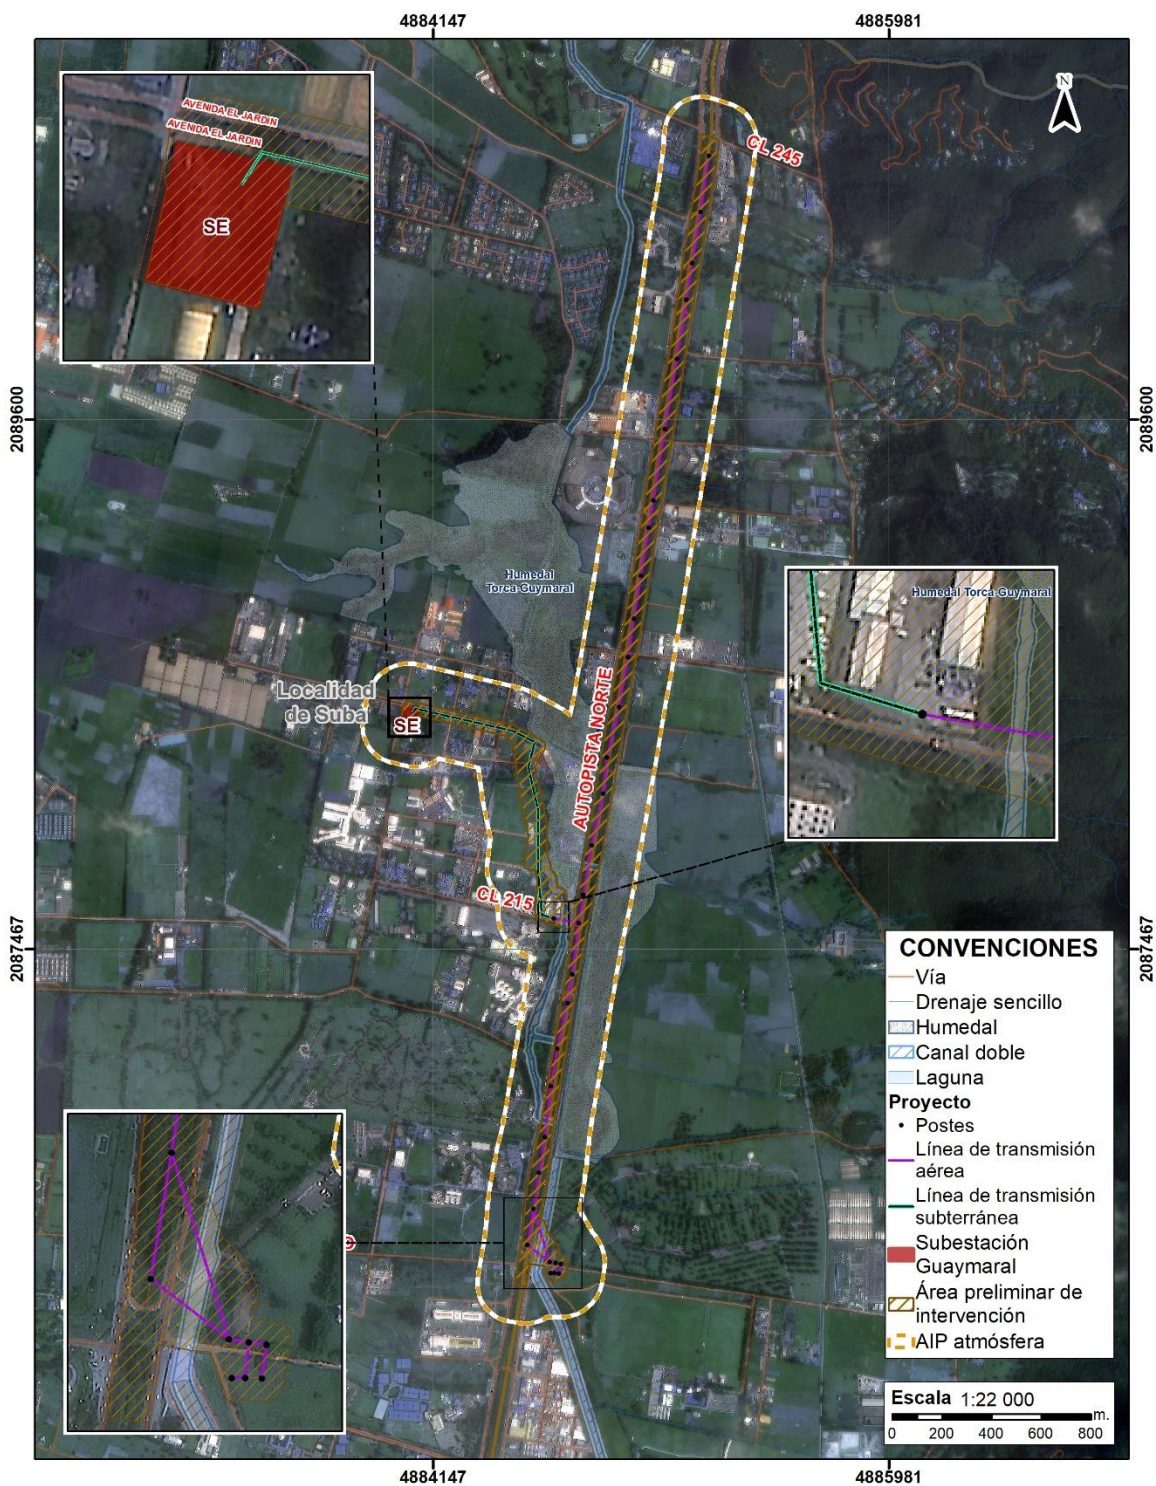 4884147
4885981
N
AVENIDA EL JARDIN
AVENIDA EL JARDIN
SE
CL 245
2089600
2089600
Humedal
Torca-Guymaral
Humedal Torca-Guymaral
Localidad
de Suba
SE
AUTOPISTA NORTE
CL 215
2087467
2087467
CONVENCIONES
Vía
Drenaje sencillo
Humedal
Canal doble
Laguna
Proyecto
Postes
Línea de transmisión
aérea
Línea de transmisión
subterránea
Subestación
Guaymaral
Área preliminar de
intervención
AIP atmósfera
Escala 1:22 000
m.
0 200 400 600 800
4884147
4885981